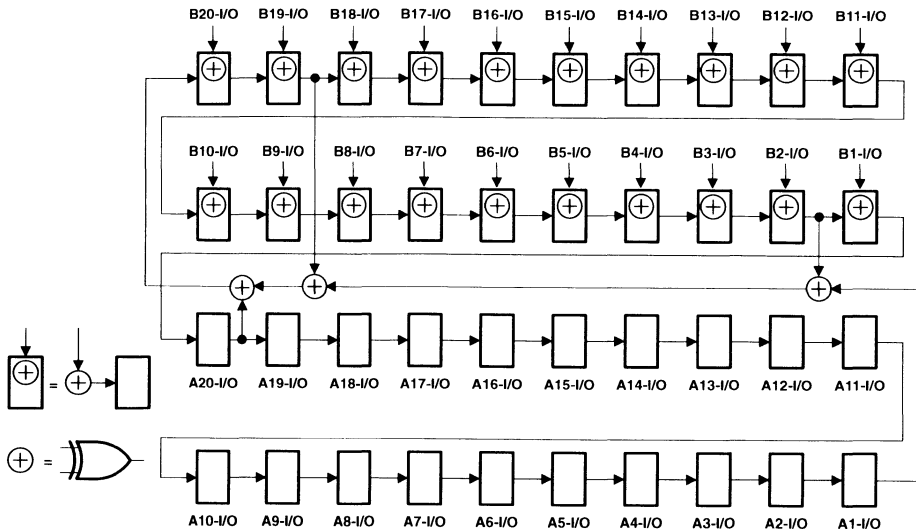 B20-I/O B19-I/O B18-I/O B17-I/O B16-I/O B15-I/O B14-I/O B13-I/O B12-I/O B11-I/O
B10-I/O B9-I/O B8-I/O B7-I/O B6-I/O B5-I/O B4-I/O B3-I/O B2-I/O B1-I/O
A20-I/O A19-I/O A18-I/O A17-I/O A16-I/O A15-I/O A14-I/O A13-I/O A12-I/O A11-I/O
=
=
A10-I/O A9-I/O A8-I/O A7-I/O A6-I/O A5-I/O A4-I/O A3-I/O A2-I/O A1-I/O